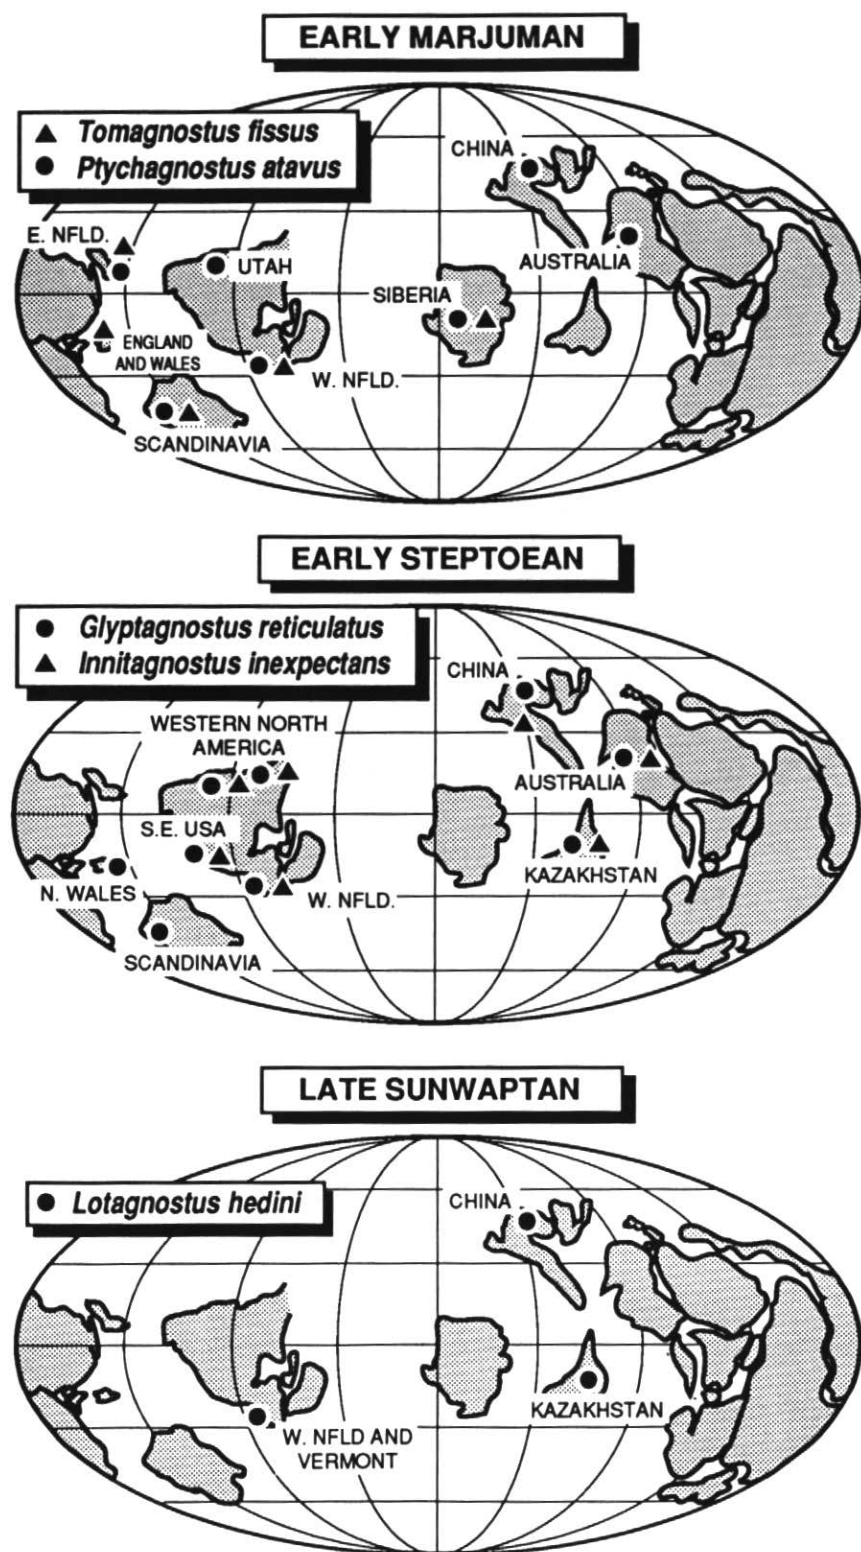 EARLY MARJUMAN
Tomagnostus fissus
Ptychagnostus atavus
CHINA
E. NFLD.
UTAH
AUSTRALIA
SIBERIA
ENGLAND
AND WALES
W. NFLD.
SCANDINAVIA
EARLY STEPTOEAN
Glyptagnostus reticulatus
Innitagnostus inexpectans
CHINA
WESTERN NORTH
AMERICA
AUSTRALIA
S.E. USA
KAZAKHSTAN
N. WALES
W. NFLD.
SCANDINAVIA
LATE SUNWAPTAN
Lotagnostus hedini
CHINA
KAZAKHSTAN
W. NFLD AND
VERMONT